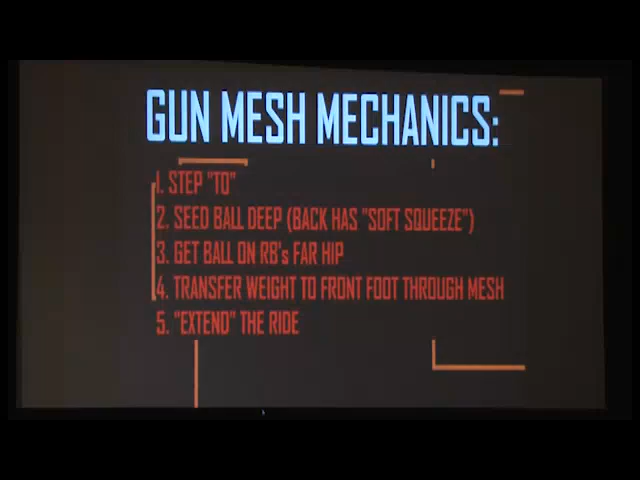 GUN MESH MECHANICS:
1. STEP "TO"
2. SEED BALL DEEP (BACK HAS "SOFT SQUEEZE")
3. GET BALL ON RB's FAR HIP
4. TRANSFER WEIGHT TO FRONT FOOT THROUGH MESH
5. "EXTEND" THE RIDE